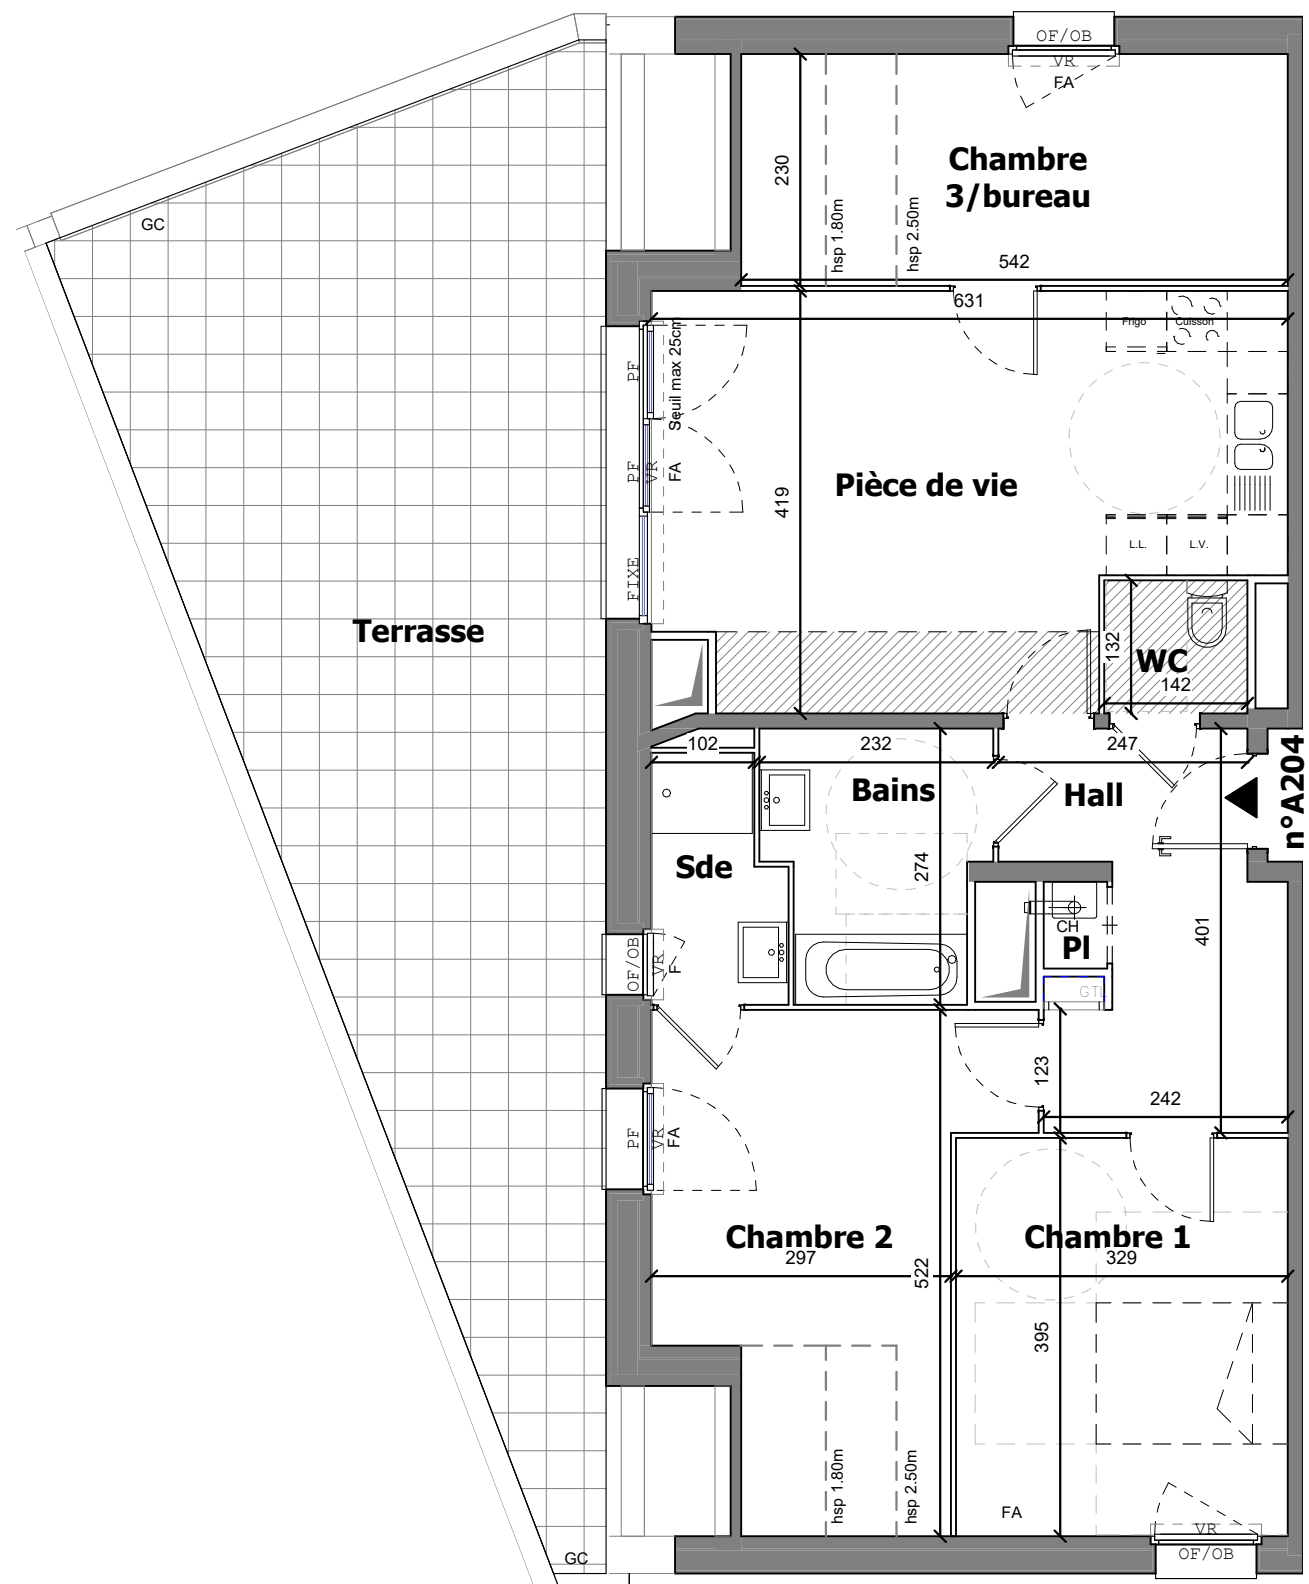 OF/OB
VR
FA
Chambre
3/bureau
230
hsp 1.80m
hsp 2.50m
542
GC
631
Frigo
Cuisson
PF
Seuil max 25cm
PF
VR
FA
FIXE
419
Pièce de vie
L.L.
L.V.
Terrasse
132
WC
142
102
232
247
n°A204
Bains
Hall
Sde
274
CH
Pl
401
OF/OB
VR
F
GTL
123
242
PF
VR
FA
Chambre 2
297
522
Chambre 1
329
395
hsp 1.80m
hsp 2.50m
FA
VR
OF/OB
GC